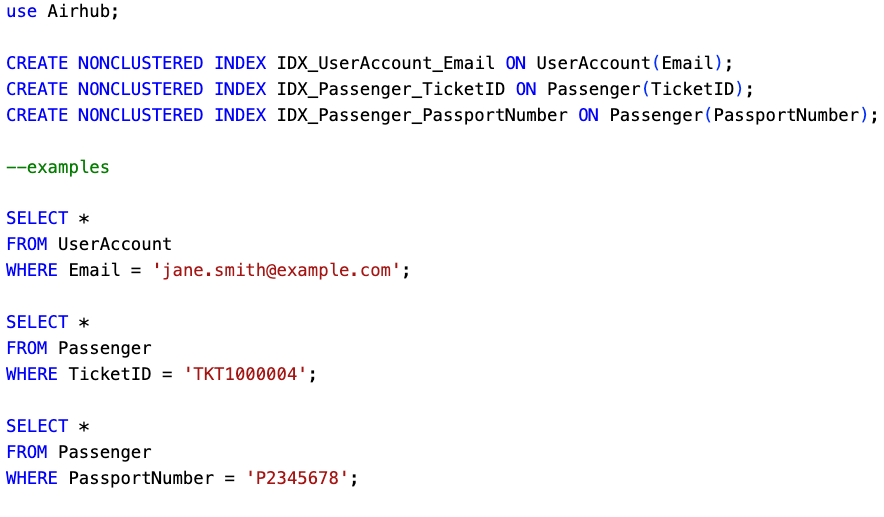 use Airhub;
CREATE NONCLUSTERED INDEX IDX_UserAccount_Email ON UserAccount(Email);
CREATE NONCLUSTERED INDEX IDX_Passenger_TicketID ON Passenger(TicketID);
CREATE NONCLUSTERED INDEX IDX_Passenger_PassportNumber ON Passenger(PassportNumber);
--examples
SELECT *
FROM UserAccount
WHERE Email = 'jane.smith@example.com';
SELECT *
FROM Passenger
WHERE TicketID = 'TKT1000004';
SELECT *
FROM Passenger
WHERE PassportNumber = 'P2345678';